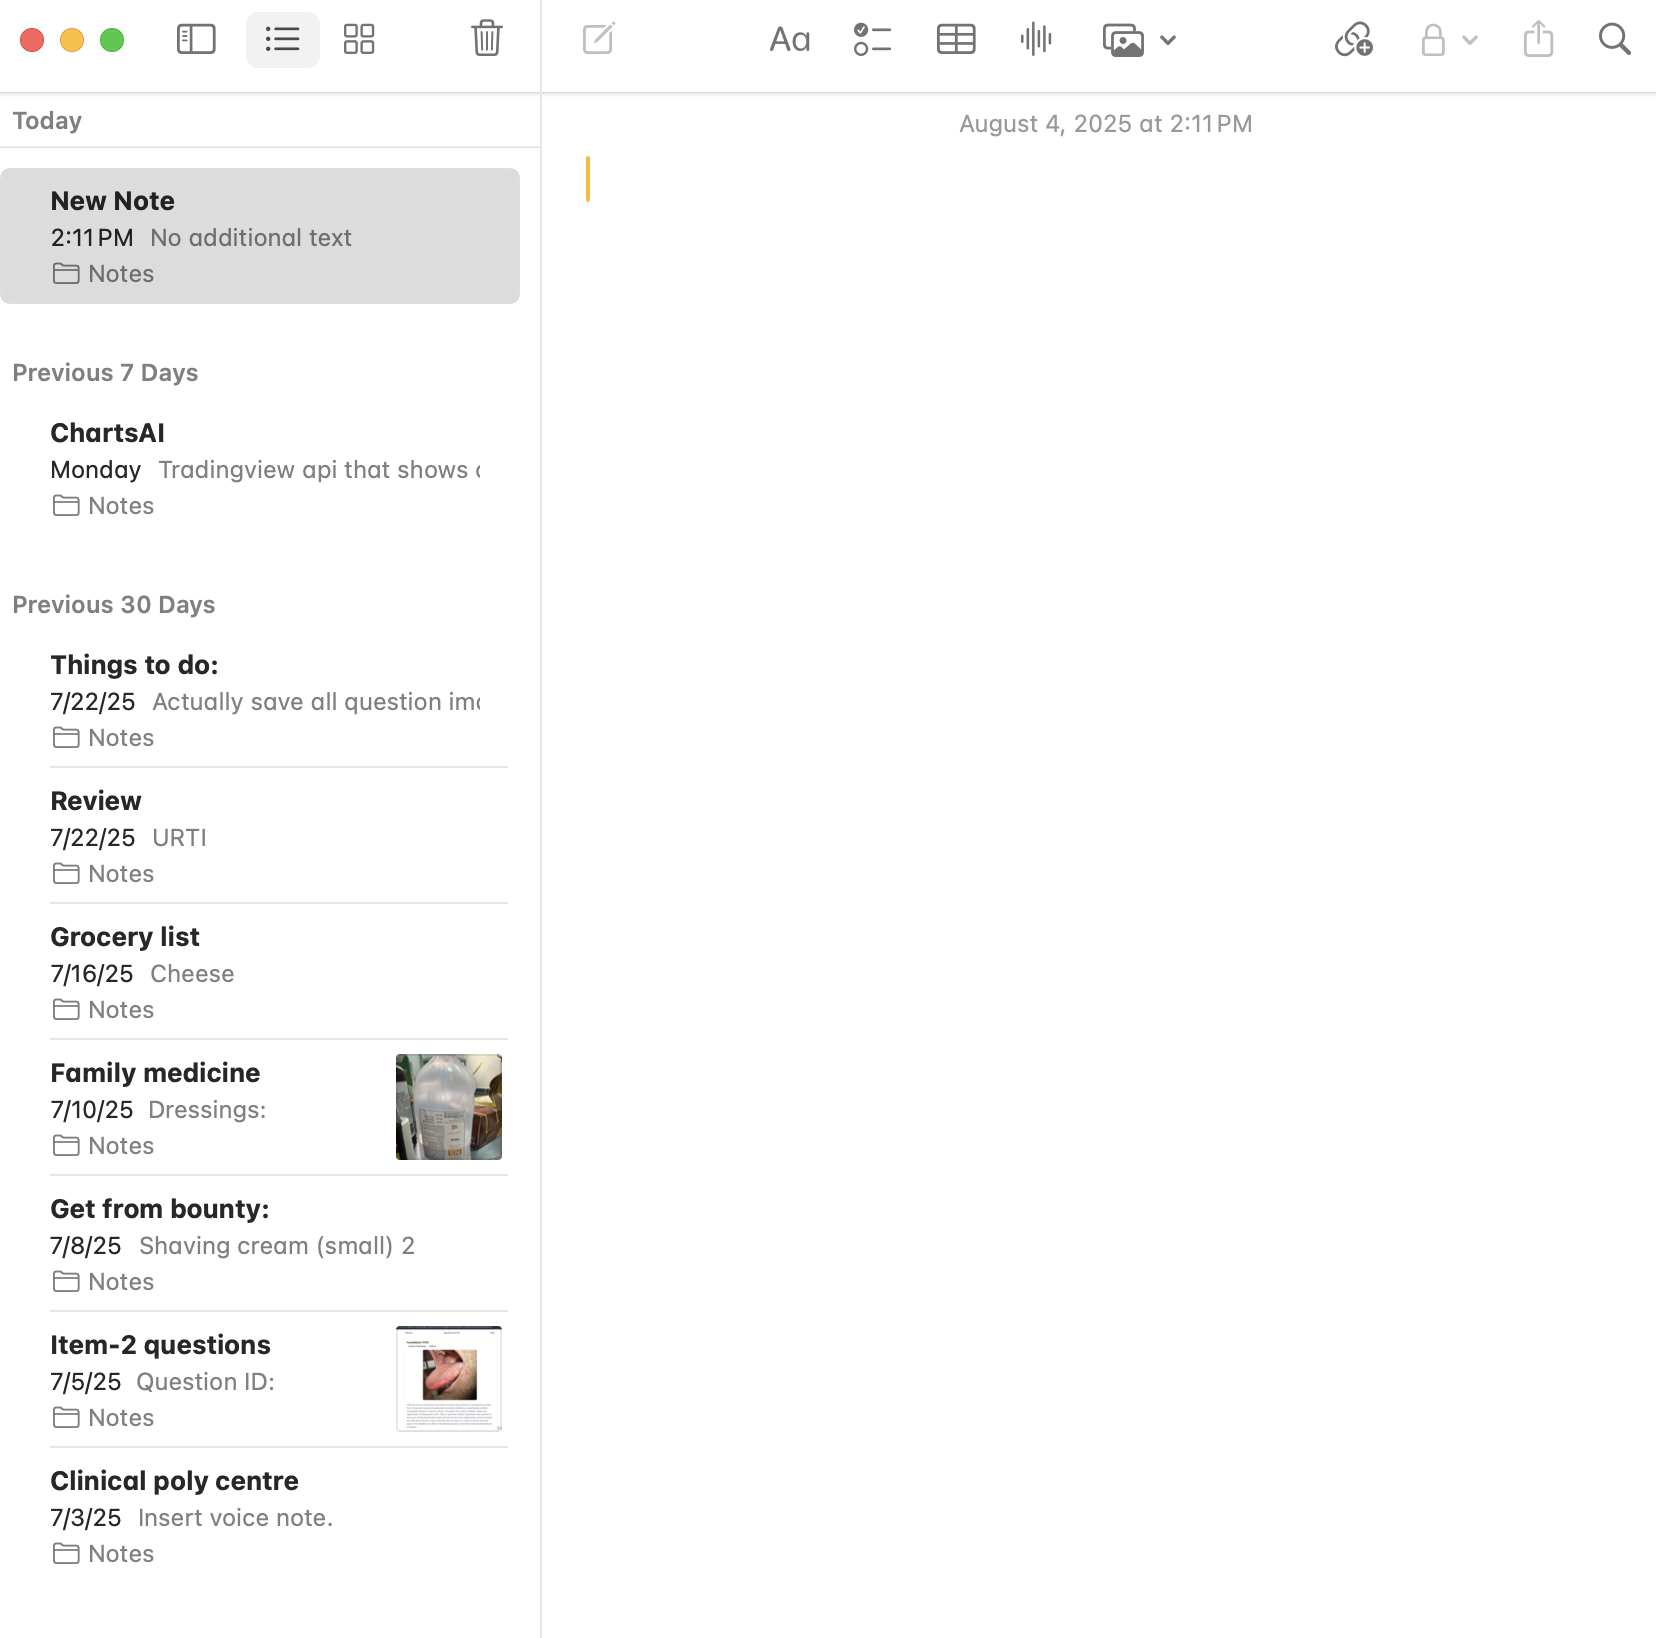 Aa
Today
August 4, 2025 at 2:11 PM
New Note
2:11 PM No additional text
Notes
Previous 7 Days
ChartsAI
Monday Tradingview api that shows
Notes
Previous 30 Days
Things to do:
7/22/25 Actually save all question
Notes
Review
7/22/25 URTI
Notes
Grocery list
7/16/25 Cheese
Notes
Family medicine
7/10/25 Dressings:
Notes
Get from bounty:
7/8/25 Shaving cream (small) 2
Notes
Item-2 questions
7/5/25 Question ID:
Notes
Clinical poly centre
7/3/25 Insert voice note.
Notes